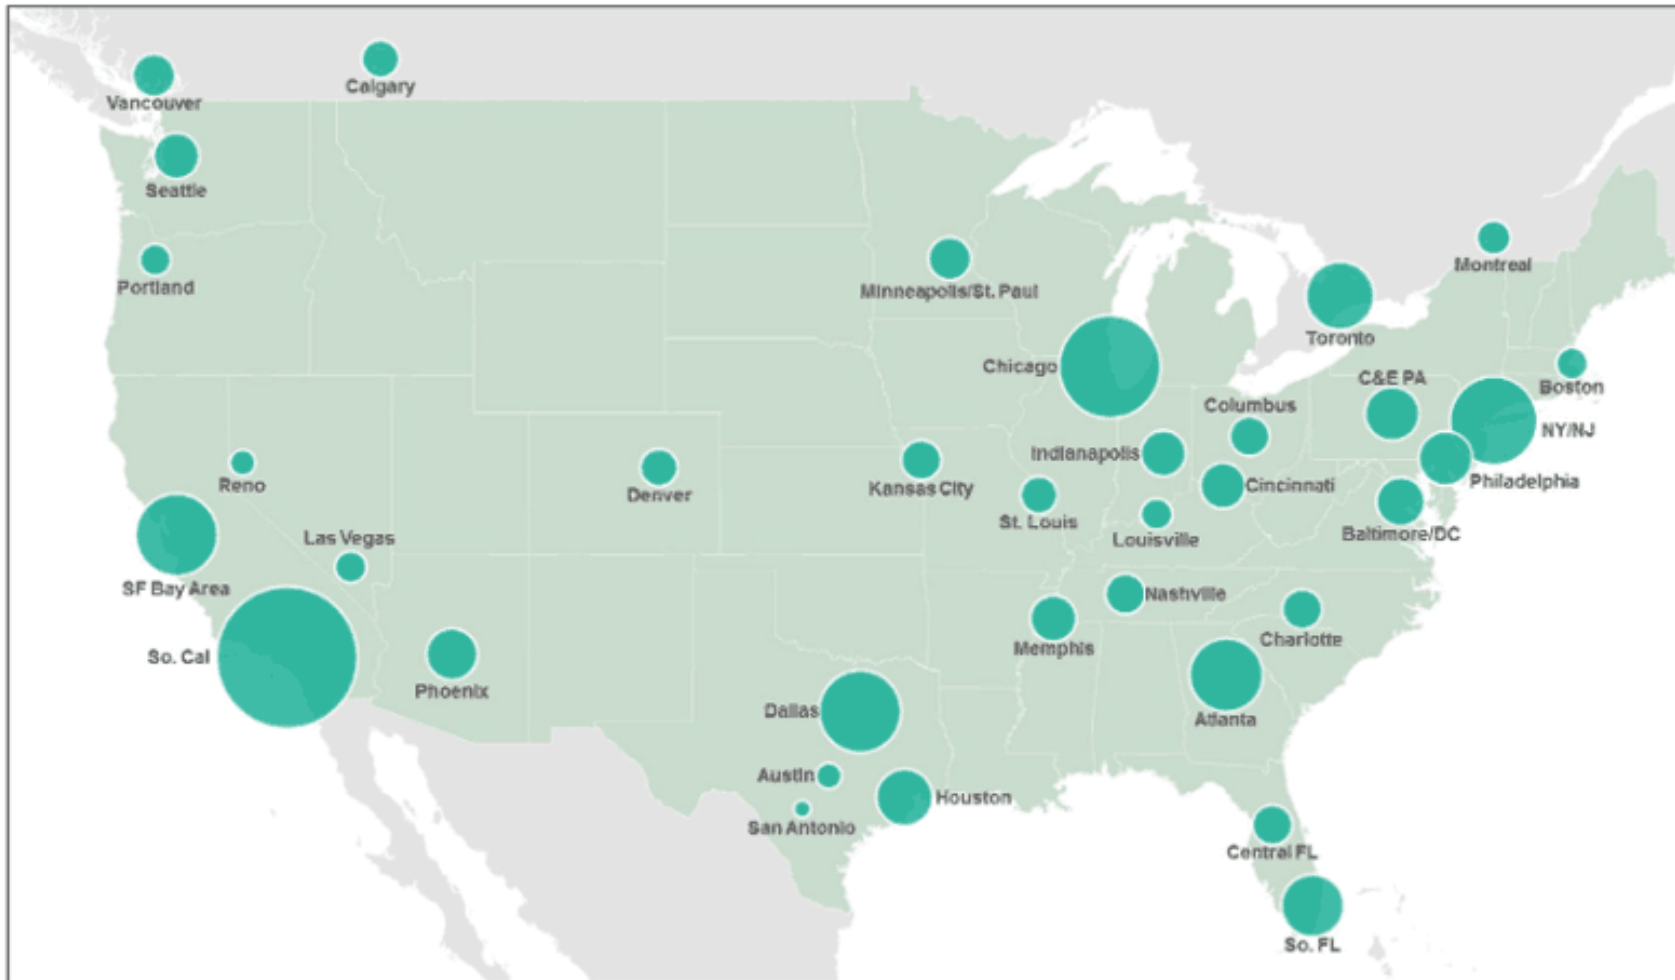 Calgary
Vancouver
Seattle
Portland
Minneapolis/St. Paul
Montreal
Toronto
Chicago
C&E PA
Boston
Columbus
NY/NJ
Indianapolis
Reno
Denver
Kansas City
Cincinnati
Philadelphia
St. Louis
Las Vegas
Louisville
Baltimore/DC
SF Bay Area
Nashville
Charlotte
Memphis
So. Cal
Phoenix
Dallas
Atlanta
Austin
Houston
San Antonio
Central FL
So. FL